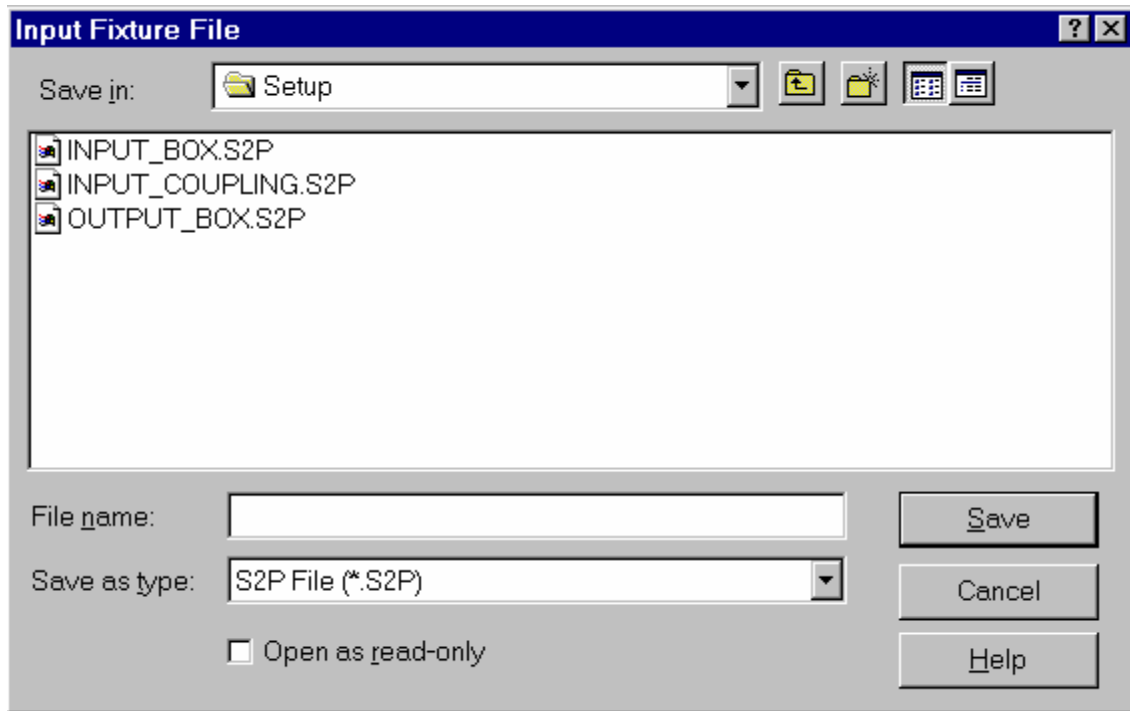 Input Fixture File
Save in: Setup
INPUT_BOX.S2P
INPUT_COUPLING.S2P
OUTPUT_BOX.S2P
File name: Save
Save as type: S2P File (*.S2P) Cancel
Open as read-only Help